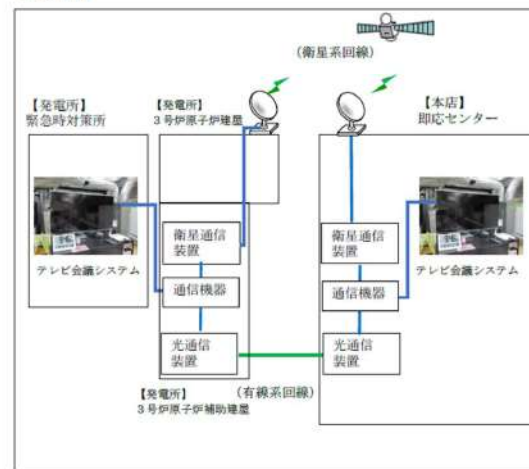 (衛星系回線)
【発電所】
緊急時対策所
【発電所】
3号炉原子炉建屋
【本店】
即応センター
テレビ会議システム
衛星通信
装置
通信機器
光通信
装置
衛星通信
装置
通信機器
光通信
装置
テレビ会議システム
(有線系回線)
【発電所】
3号炉原子炉補助建屋